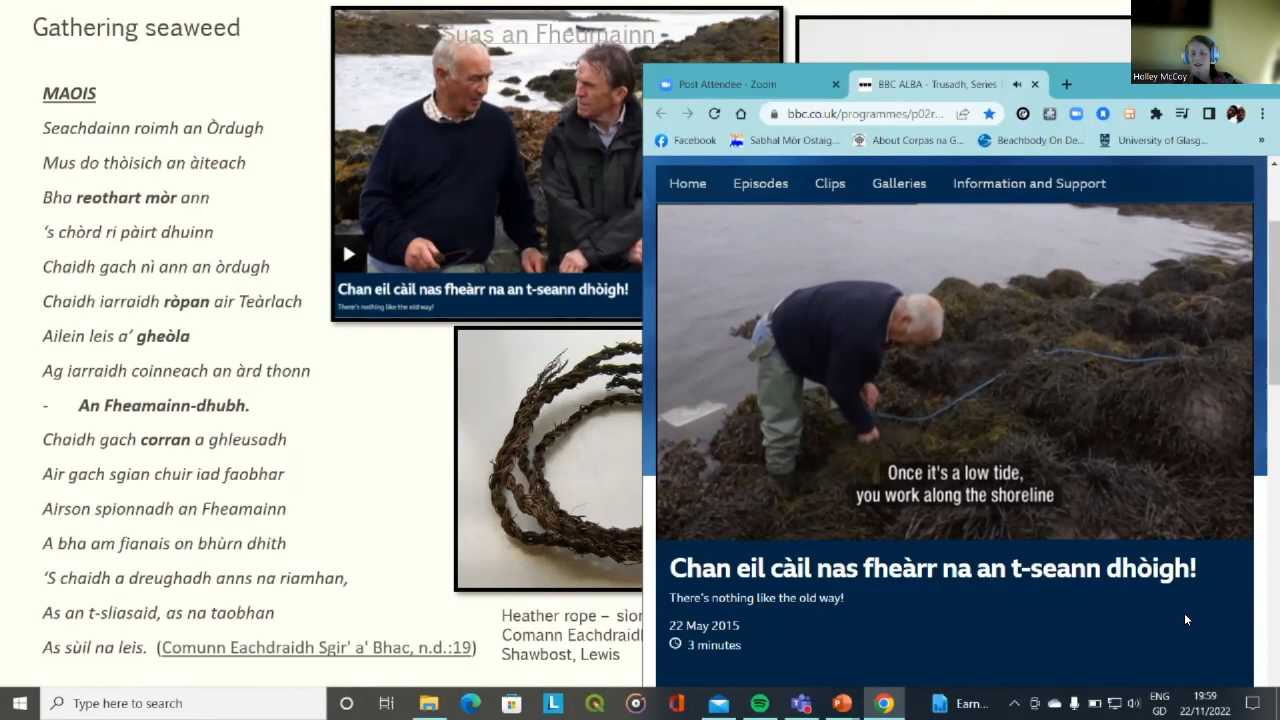 Gathering seaweed
Suas an Fheamainn
MAOIS
Seachdainn roimh an Òrdugh
Mus do thòisich an àiteach
Bha reothart mòr ann
‘s chòrd ri pàirt dhuinn
Chaidh gach nì ann an òrdugh
Chaidh iarraidh ròpan air Teàrlach
Ailein leis a’ gheòla
Ag iarraidh coinneach an àrd thonn
- An Fheamainn-dhubh.
Chaidh gach corran a ghleusadh
Air gach sgian chuir iad faobhar
Airson spionnadh an Fheamainn
A bha am fianais on bhùrn dhith
‘S chaidh a dreughadh anns na riamhan,
As an t-sliasaid, as na taobhan
As sùil na leis. (Comunn Eachdraidh Sgir' a' Bhac, n.d.:19)
Chan eil càil nas fheàrr na an t-seann dhòigh!
There's nothing like the old way!
Heather rope – sìo
Comann Eachdraid
Shawbost, Lewis
Holley McCoy
Post Attendee - Zoom
BBC ALBA - Trusadh, Series
bbc.co.uk/programmes/p02r...
Facebook
Sabhal Mòr Ostaig...
About Corpas na G...
Beachbody On De...
University of Glasg...
»
Home Episodes Clips Galleries Information and Support
Once it's a low tide,
you work along the shoreline
Chan eil càil nas fheàrr na an t-seann dhòigh!
There's nothing like the old way!
22 May 2015
3 minutes
Type here to search
Earn...
ENG
GD
19:59
22/11/2022